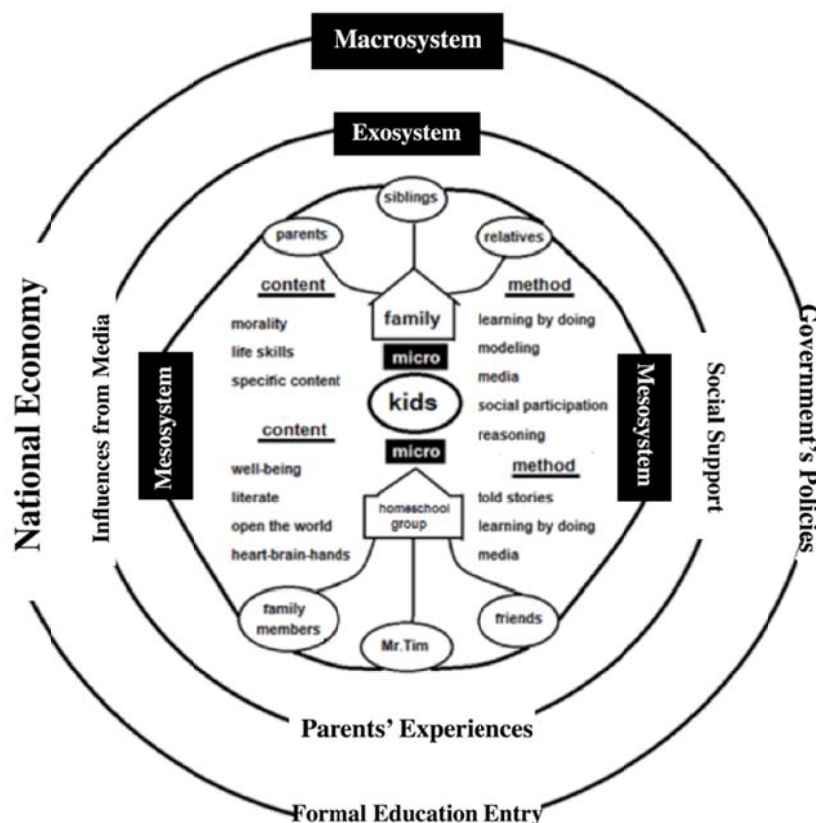 Macrosystem
Exosystem
siblings
parents
relatives
content
method
family
morality
life skills
specific content
learning by doing
modeling
media
social participation
reasoning
micro
kids
micro
content
well-being
literate
open the world
heart-brain-hands
method
told stories
learning by doing
media
homeschool
group
family
members
Mr.Tim
friends
Mesosystem
Mesosystem
Influences from Media
Social Support
National Economy
Government's Policies
Parents' Experiences
Formal Education Entry